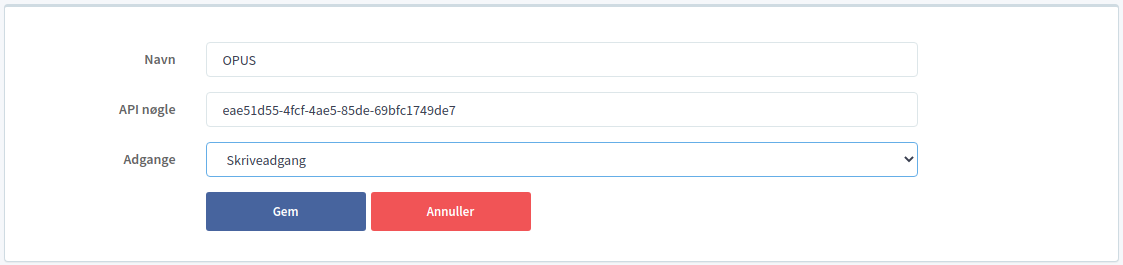 Navn OPUS
API nøgle eae51d55-4fcf-4ae5-85de-69bfc1749de7
Adgange Skriveadgang
Gem Annuller